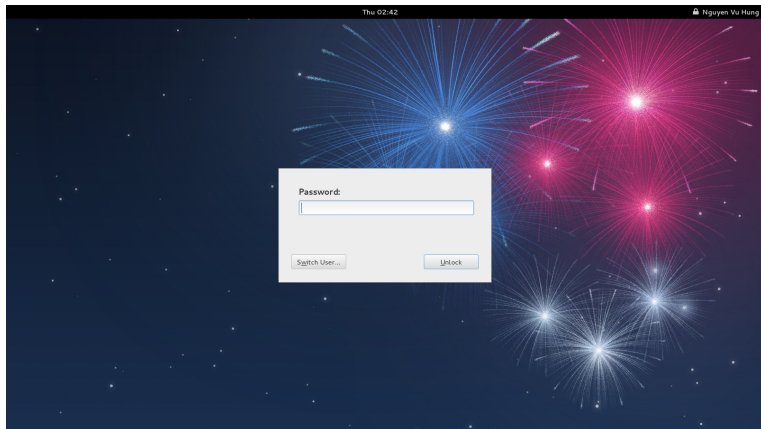 Thu 02:42
Nguyen Vu Hung
Password:
Switch User...
Unlock